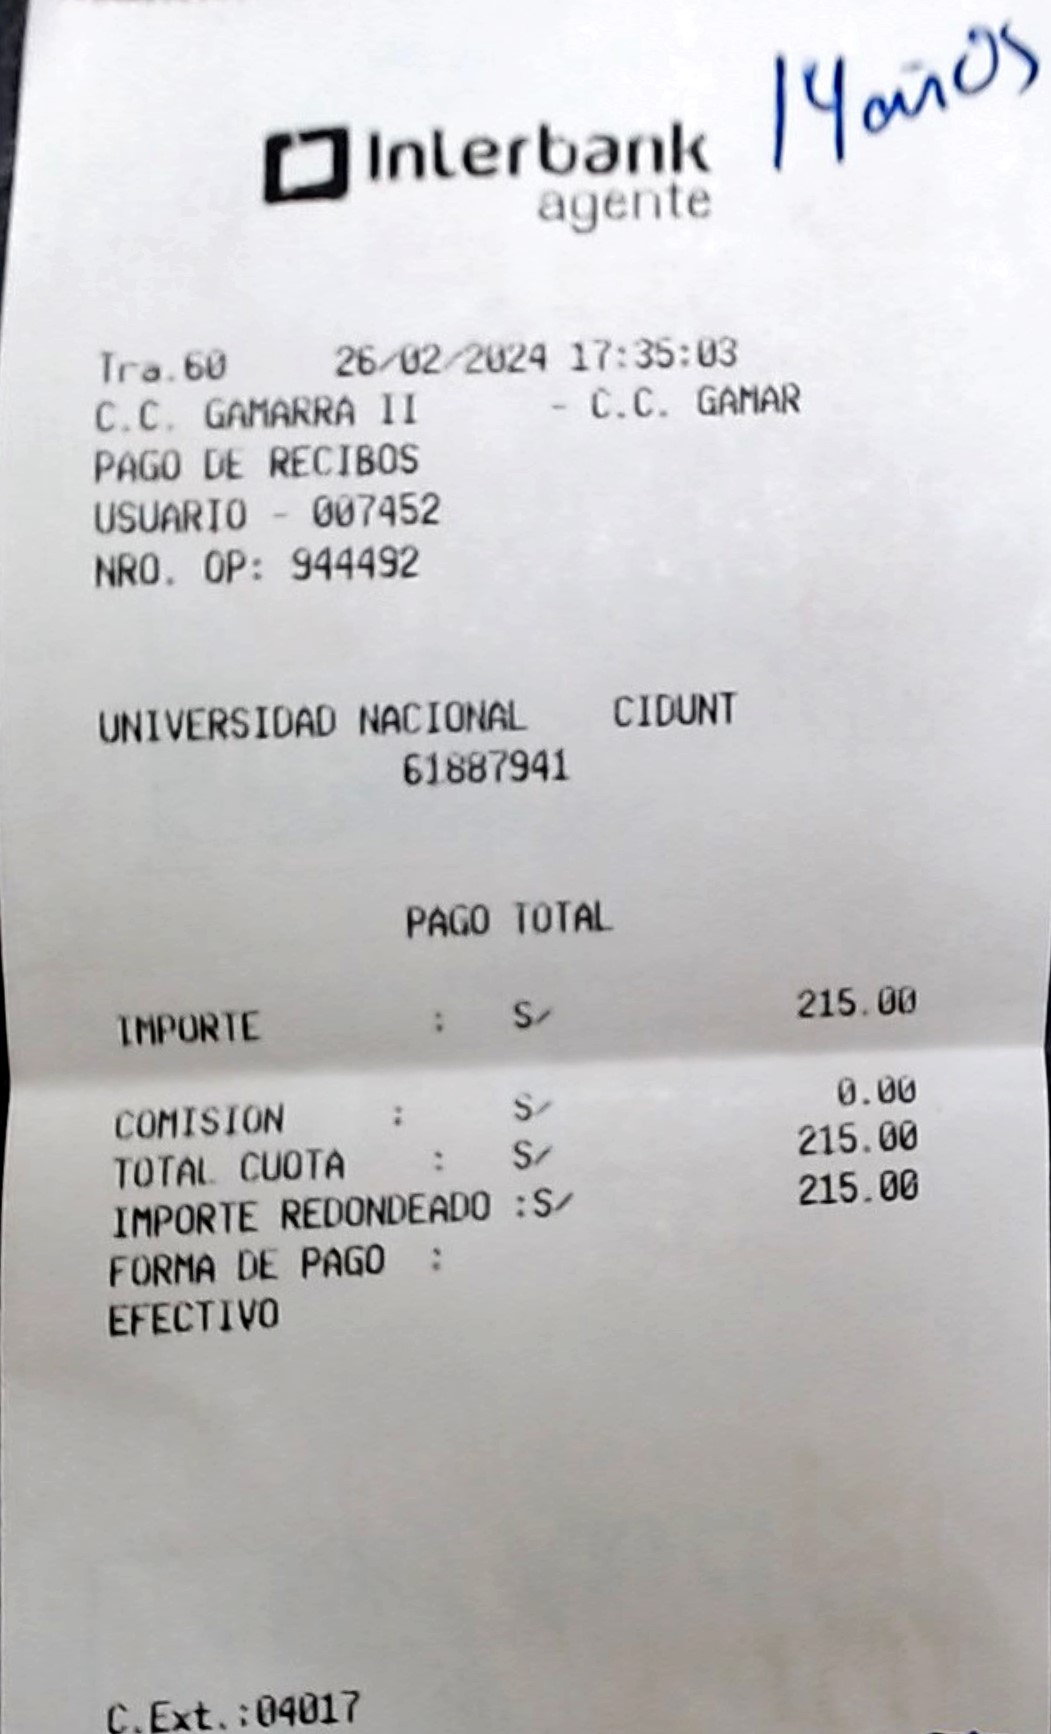 14 años
Interbank
agente
Tra.60 26/02/2024 17:35:03
C.C. GAMARRA II - C.C. GAMAR
PAGO DE RECIBOS
USUARIO - 007452
NRO. OP: 944492
UNIVERSIDAD NACIONAL CIDUNT
61887941
PAGO TOTAL
IMPORTE : S/ 215.00
COMISION : S/ 0.00
TOTAL CUOTA : S/ 215.00
IMPORTE REDONDEADO :S/ 215.00
FORMA DE PAGO :
EFECTIVO
C.Ext.:04017